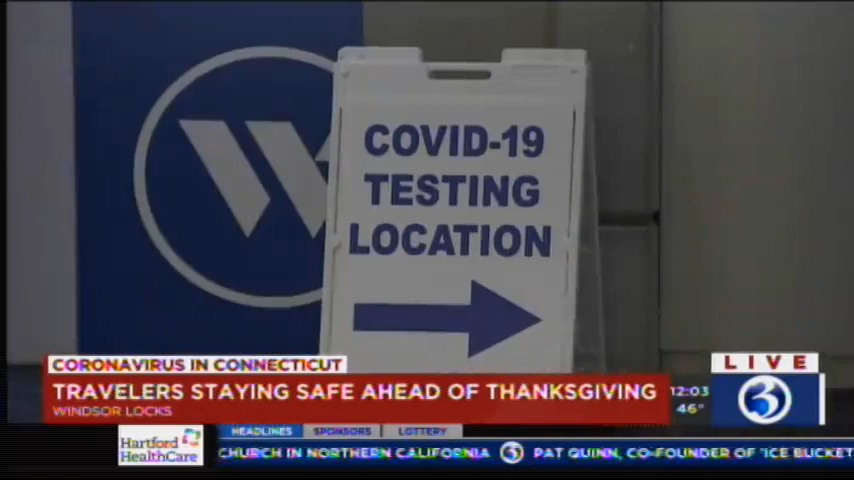 W
COVID-19
TESTING
LOCATION
CORONAVIRUS IN CONNECTICUT
TRAVELERS STAYING SAFE AHEAD OF THANKSGIVING
WINDSOR LOCKS
LIVE
12:03
46°
3
Hartford
HealthCare
HEADLINES SPONSORS LOTTERY
CHURCH IN NORTHERN CALIFORNIA 3 PAT QUINN, CO-FOUNDER OF 'ICE BUCKET